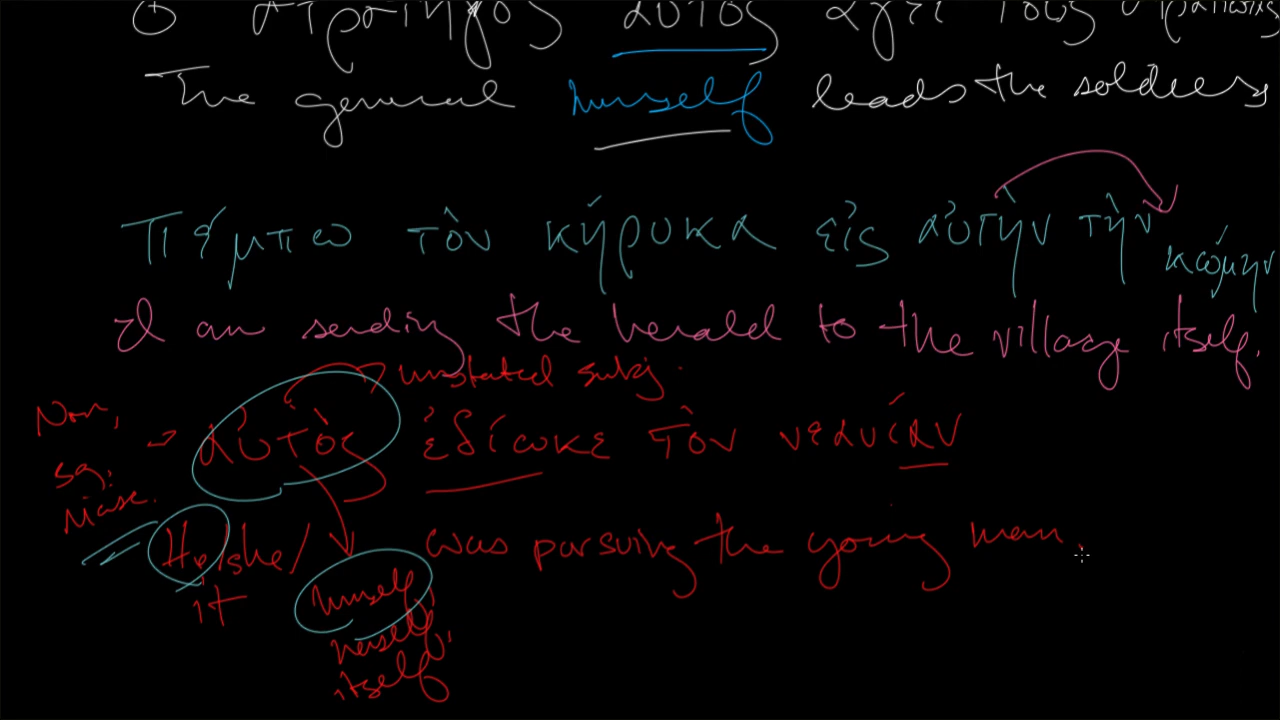 ὁ στρατηγὸς αὐτὸς ἄγει τοὺς στρατιώτας
The general himself leads the soldiers
Πέμπω τὸν κήρυκα εἰς αὐτὴν τὴν κώμην
I am sending the herald to the village itself.
unstated subj.
Nom, sg. Masc.
→ αὐτὸς ἐδίωκε τὸν νεανίαν
He/she/it himself, herself, itself was pursuing the young man.